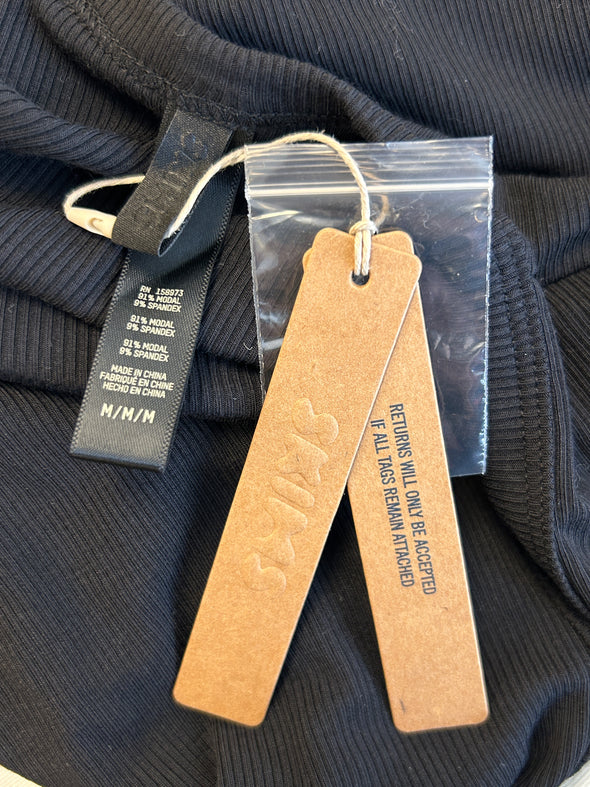 RN 158973
91% MODAL
9% SPANDEX
91% MODAL
9% SPANDEX
91% MODAL
9% SPANDEX
MADE IN CHINA
FABRIQUÉ EN CHINE
HECHO EN CHINA
M/M/M
SKIMS
RETURNS WILL ONLY BE ACCEPTED
IF ALL TAGS REMAIN ATTACHED